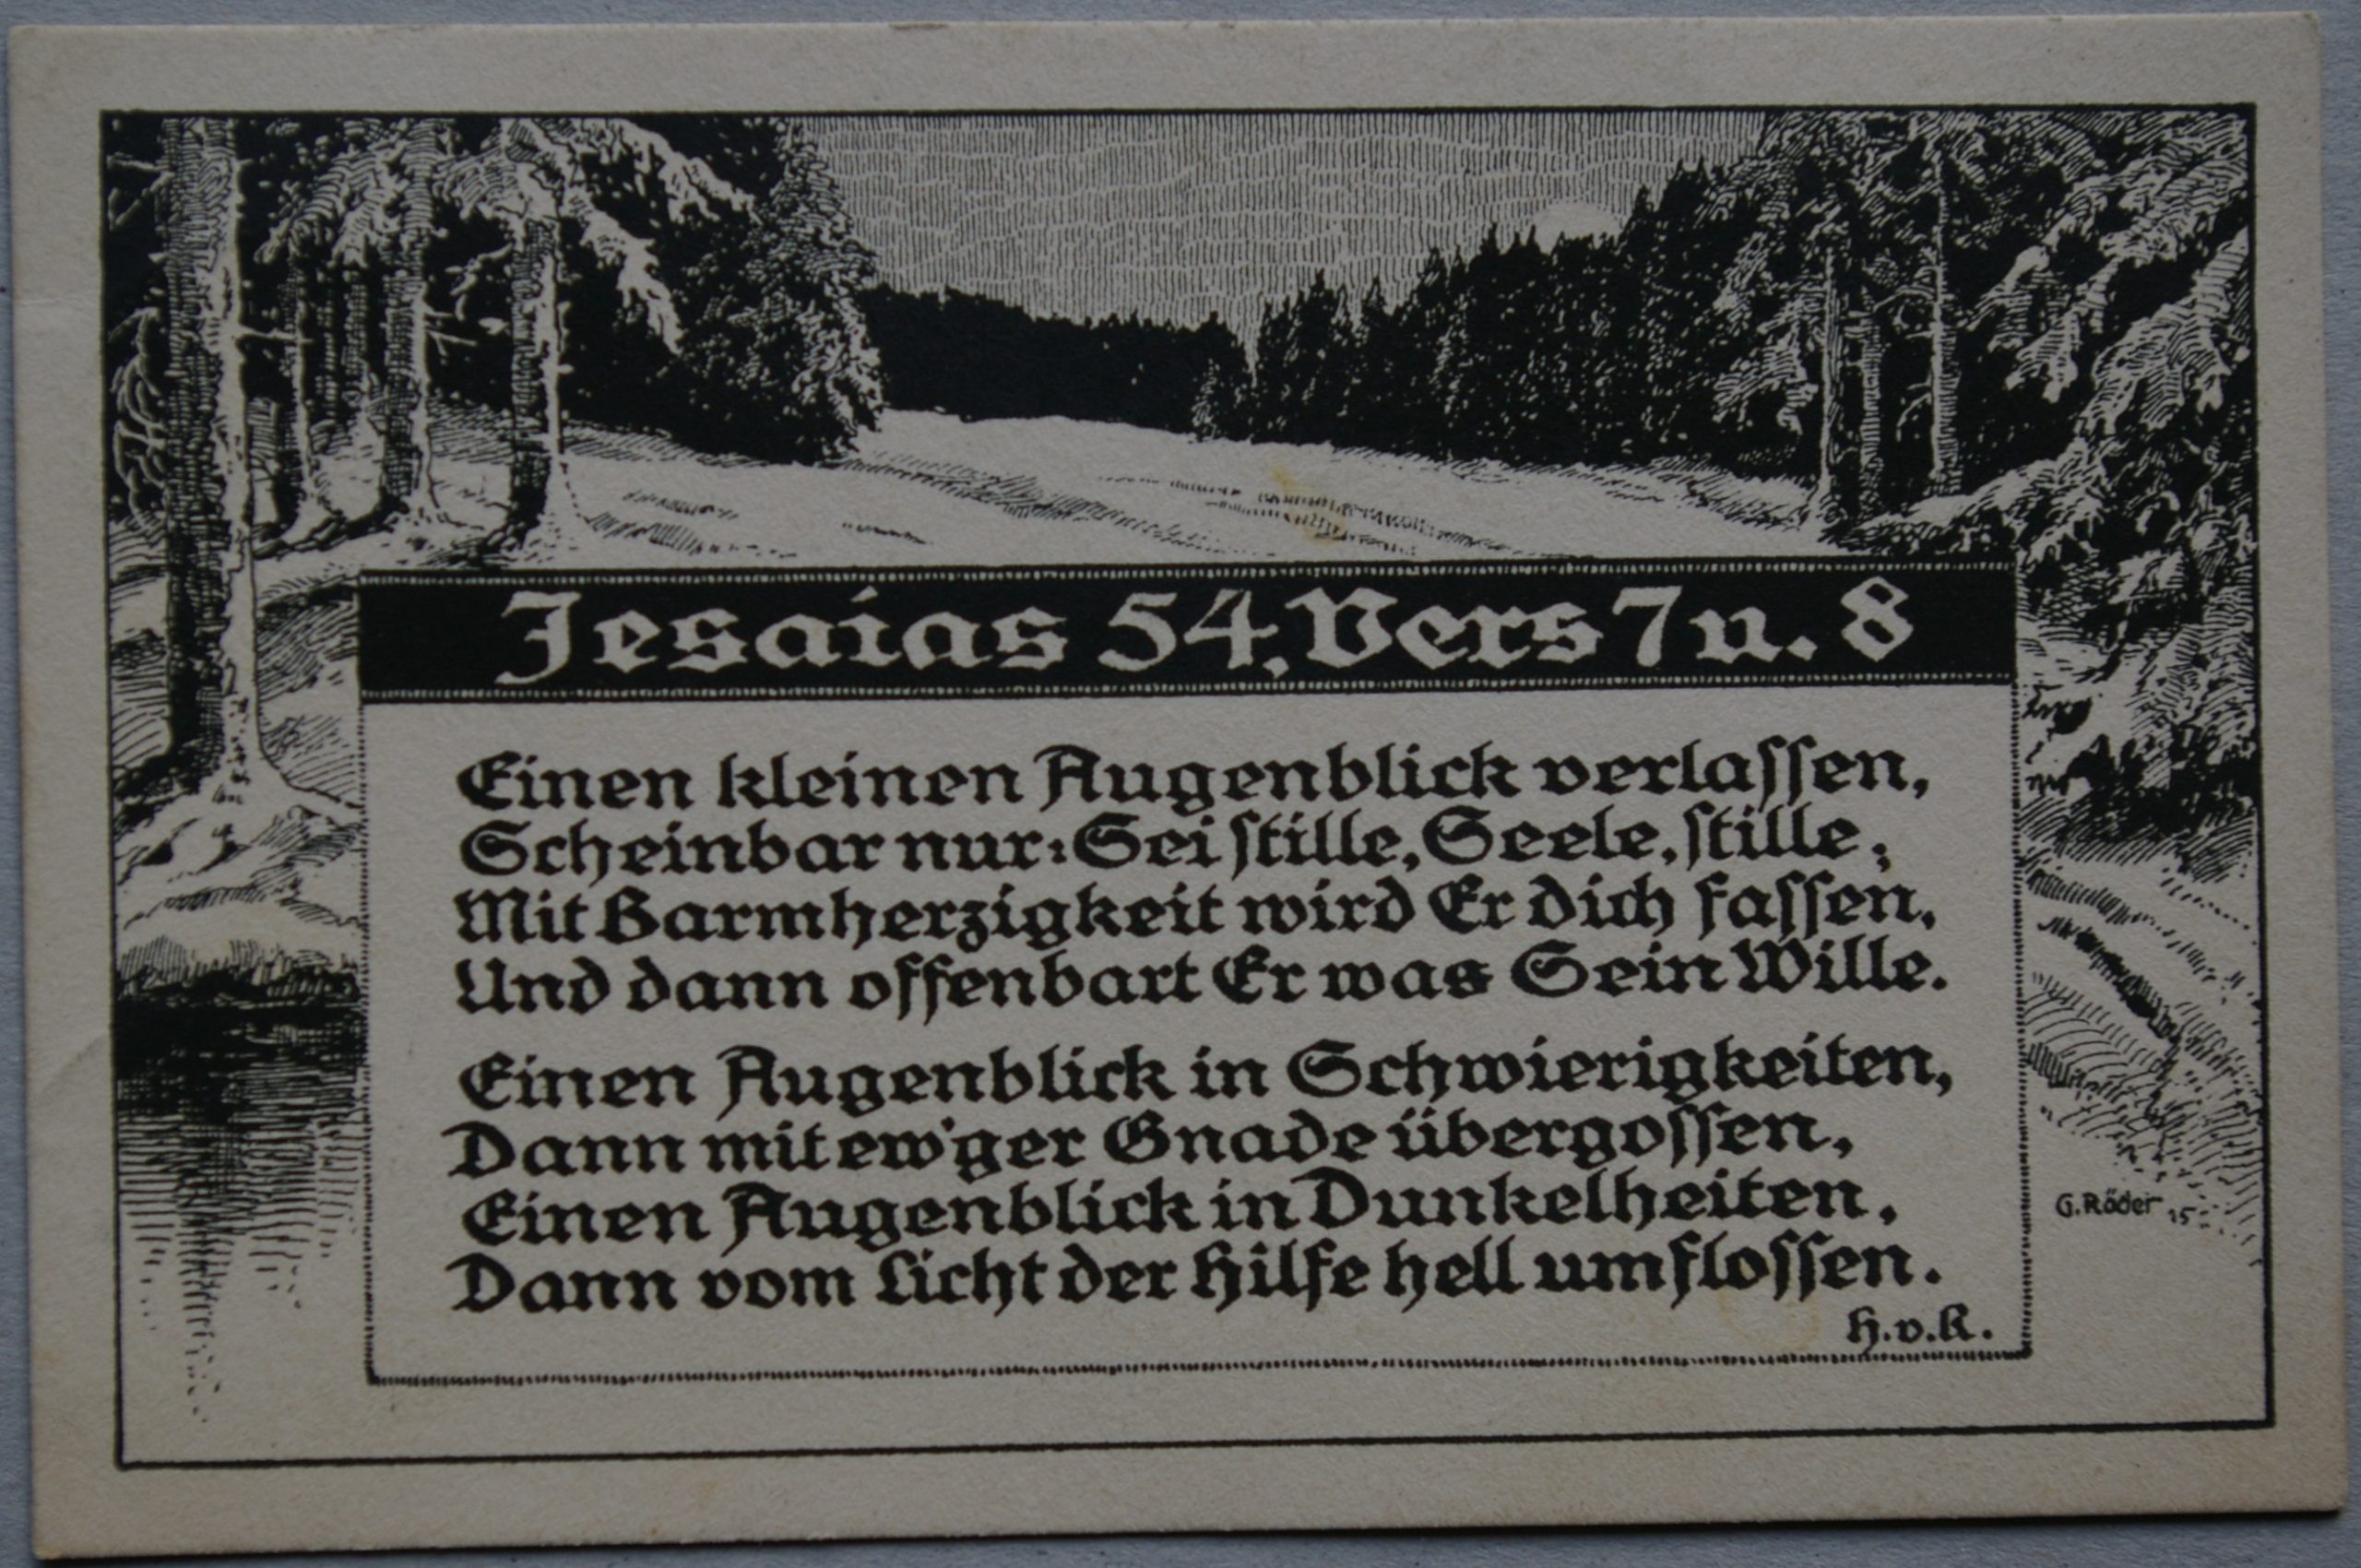 Jesaias 54, Vers 7 u. 8
Einen kleinen Augenblick verlassen,
Scheinbar nur: Sei stille, Seele, stille;
Mit Barmherzigkeit wird Er dich fassen,
Und dann offenbart Er was Sein Wille.
Einen Augenblick in Schwierigkeiten,
Dann mit ew'ger Gnade übergossen,
Einen Augenblick in Dunkelheiten,
Dann vom Licht der Hilfe hell umflossen.
H.v.K.
G. Röder 15